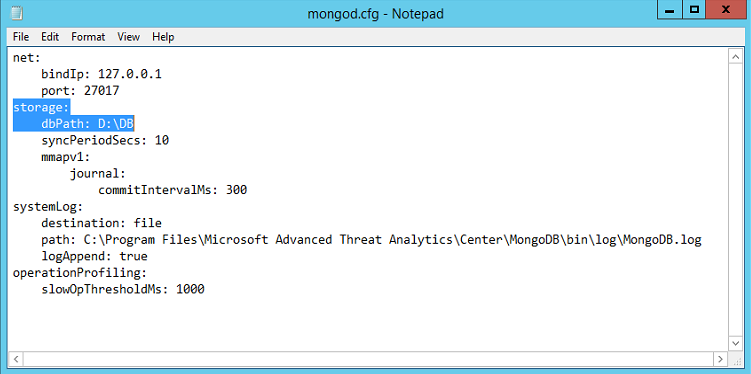 mongod.cfg - Notepad
File Edit Format View Help
net:
    bindIp: 127.0.0.1
    port: 27017
storage:
    dbPath: D:\DB
    syncPeriodSecs: 10
    mmapv1:
        journal:
            commitIntervalMs: 300
systemLog:
    destination: file
    path: C:\Program Files\Microsoft Advanced Threat Analytics\Center\MongoDB\bin\log\MongoDB.log
    logAppend: true
operationProfiling:
    slowOpThresholdMs: 1000